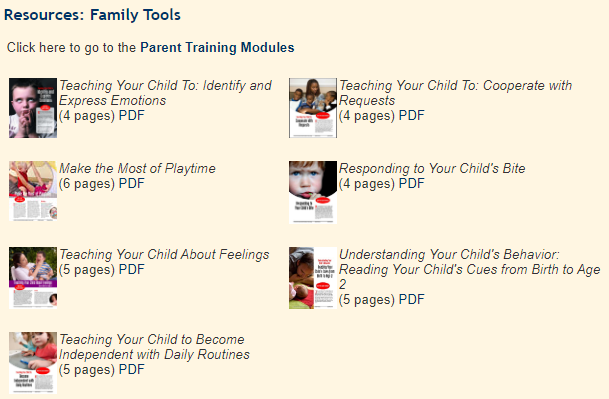 Resources: Family Tools
Click here to go to the Parent Training Modules
Teaching Your Child To: Identify and
Express Emotions
(4 pages) PDF
Teaching Your Child To: Cooperate with
Requests
(4 pages) PDF
Make the Most of Playtime
(6 pages) PDF
Responding to Your Child's Bite
(4 pages) PDF
Teaching Your Child About Feelings
(5 pages) PDF
Understanding Your Child's Behavior:
Reading Your Child's Cues from Birth to Age
2
(5 pages) PDF
Teaching Your Child to Become
Independent with Daily Routines
(5 pages) PDF